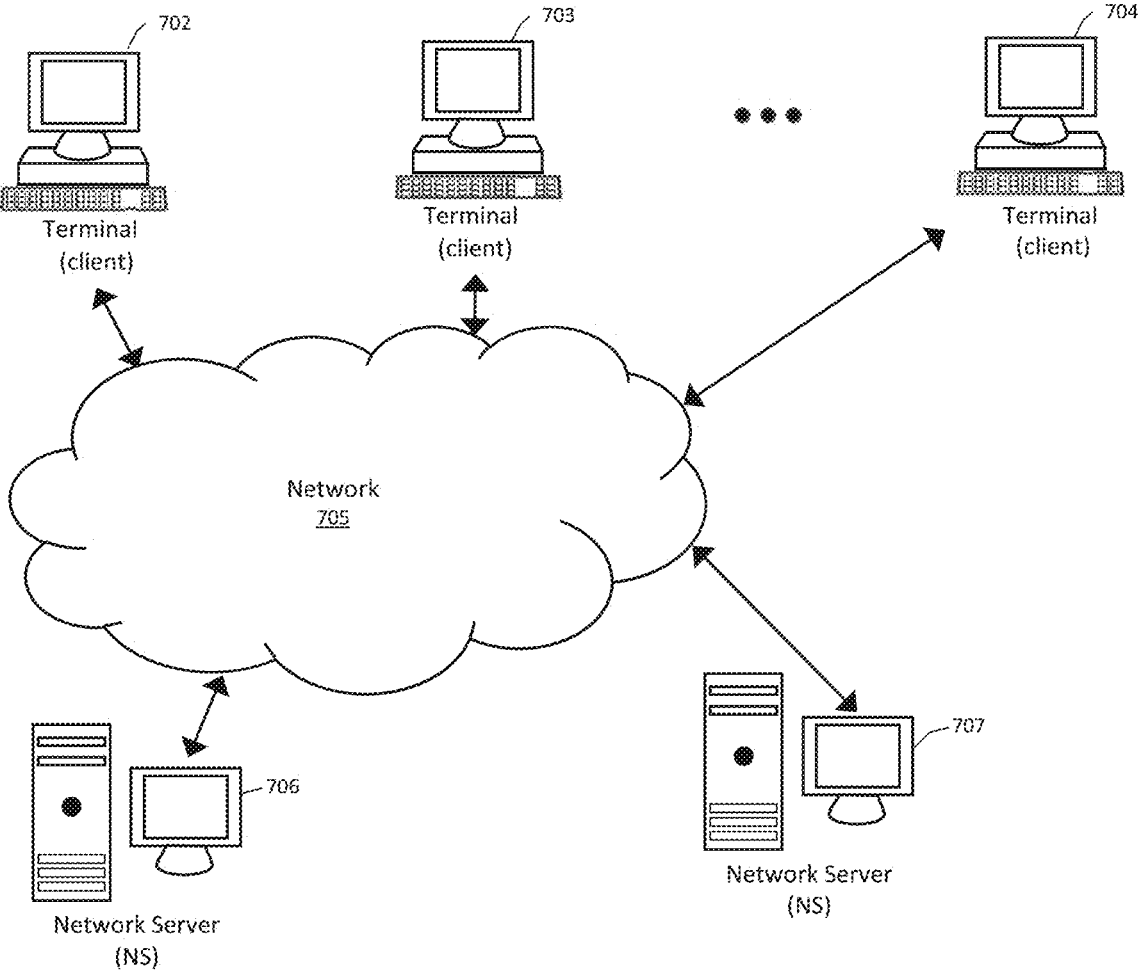 702
703
704
Terminal
(client)
Terminal
(client)
Terminal
(client)
Network
705
707
706
Network Server
(NS)
Network Server
(NS)